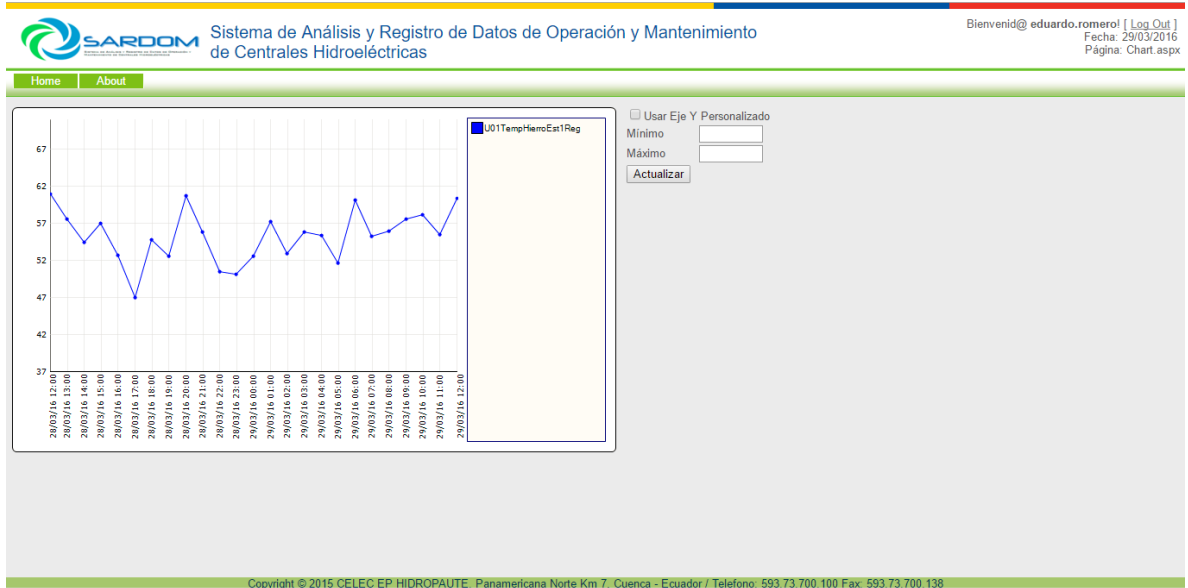 SARDOM
Sistema de Análisis y Registro de Datos de Operación y Mantenimiento
de Centrales Hidroeléctricas
Bienvenid@ eduardo.romero! [ Log Out ]
Fecha: 29/03/2016
Página: Chart.aspx
Home About
67
62
57
52
47
42
37
28/03/16 12:00
28/03/16 13:00
28/03/16 14:00
28/03/16 15:00
28/03/16 16:00
28/03/16 17:00
28/03/16 18:00
28/03/16 19:00
28/03/16 20:00
28/03/16 21:00
28/03/16 22:00
28/03/16 23:00
29/03/16 00:00
29/03/16 01:00
29/03/16 02:00
29/03/16 03:00
29/03/16 04:00
29/03/16 05:00
29/03/16 06:00
29/03/16 07:00
29/03/16 08:00
29/03/16 09:00
29/03/16 10:00
29/03/16 11:00
29/03/16 12:00
U01TempHierroEst1Reg
Usar Eje Y Personalizado
Mínimo
Máximo
Actualizar
Copyright © 2015 CELEC EP HIDROPAUTE. Panamericana Norte Km 7. Cuenca - Ecuador / Telefono: 593.73.700.100 Fax: 593.73.700.138